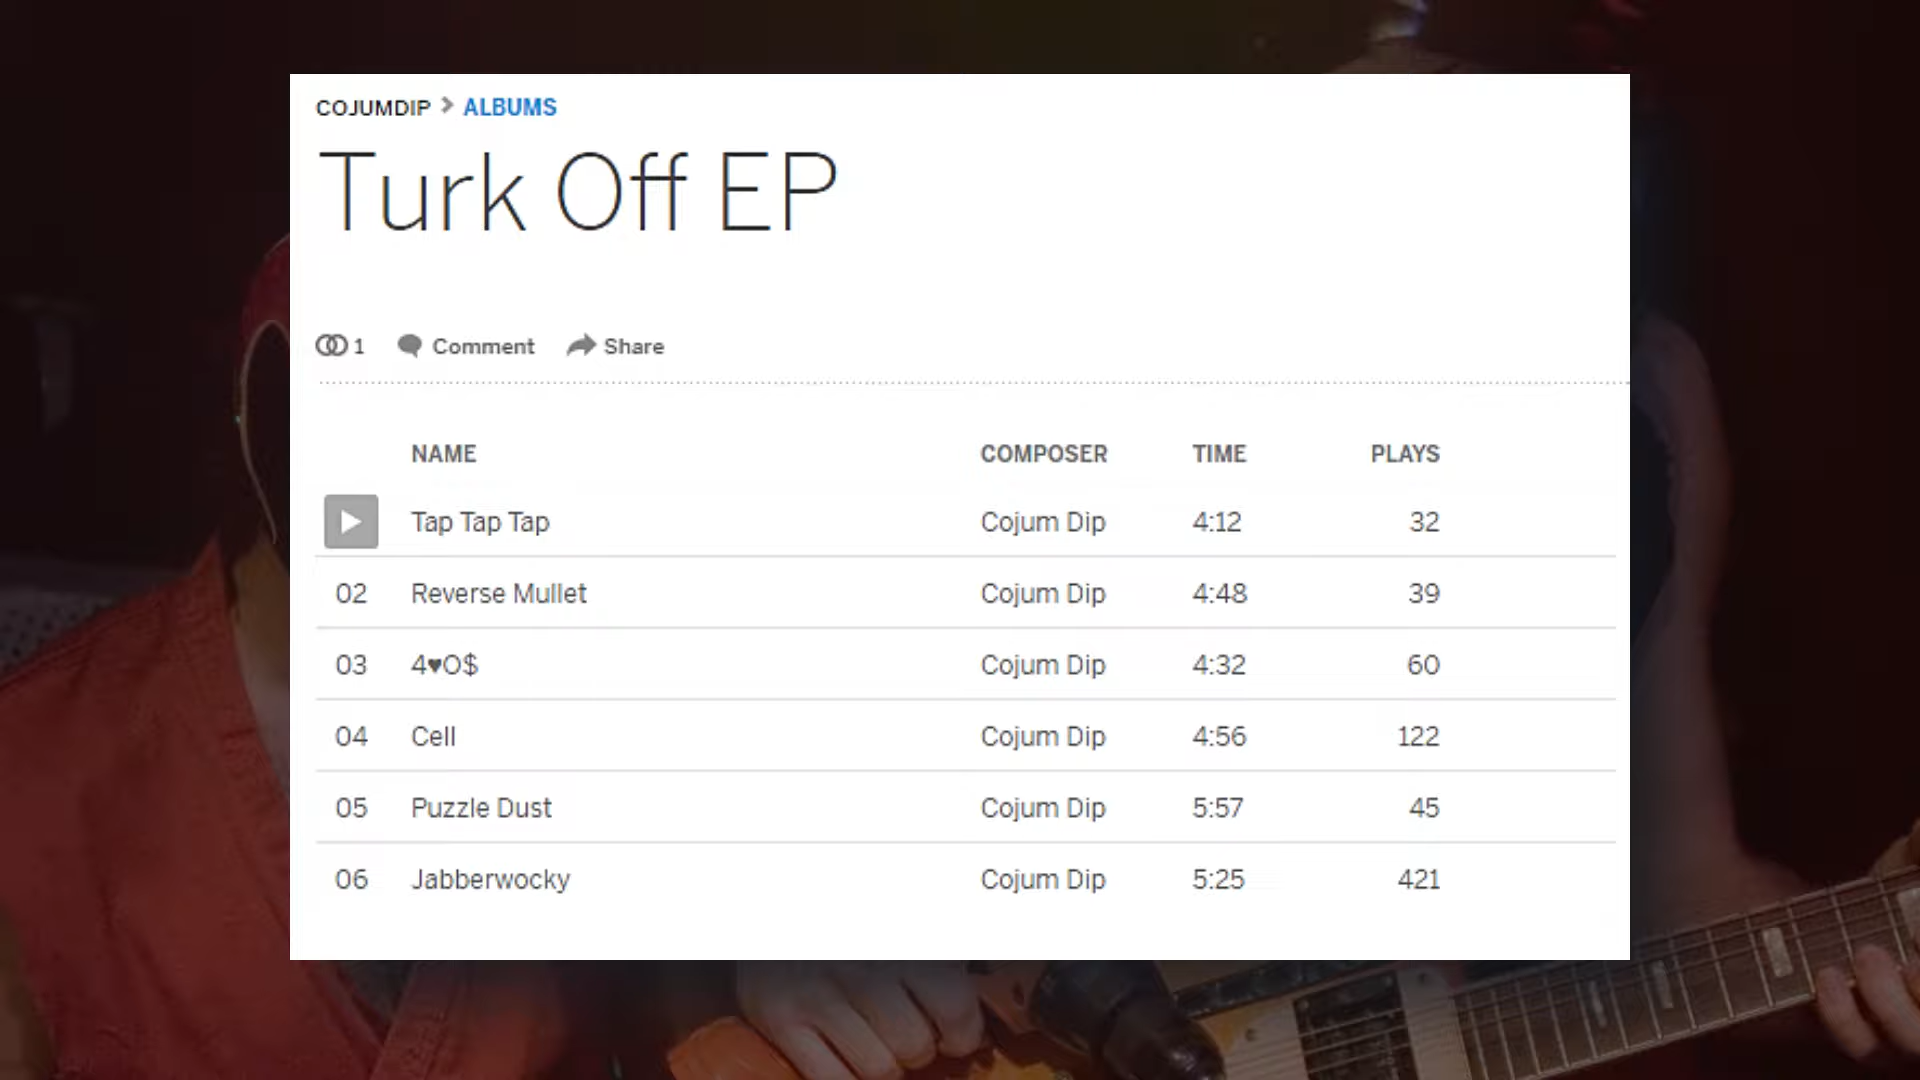 COJUMDIP > ALBUMS
Turk Off EP
1 Comment Share
NAME COMPOSER TIME PLAYS
Tap Tap Tap Cojum Dip 4:12 32
02 Reverse Mullet Cojum Dip 4:48 39
03 4♥O$ Cojum Dip 4:32 60
04 Cell Cojum Dip 4:56 122
05 Puzzle Dust Cojum Dip 5:57 45
06 Jabberwocky Cojum Dip 5:25 421